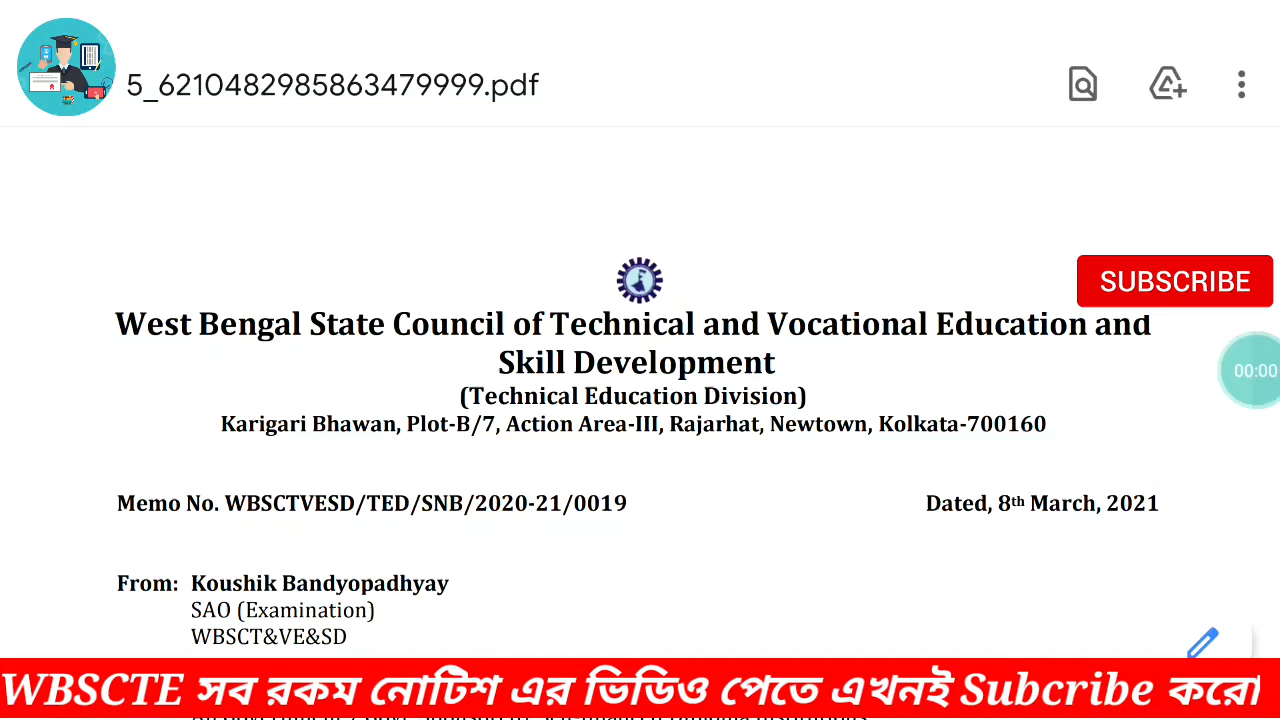 5_6210482985863479999.pdf
SUBSCRIBE
West Bengal State Council of Technical and Vocational Education and
Skill Development
(Technical Education Division)
Karigari Bhawan, Plot-B/7, Action Area-III, Rajarhat, Newtown, Kolkata-700160
00:00
Memo No. WBSCTVESD/TED/SNB/2020-21/0019 Dated, 8th March, 2021
From: Koushik Bandyopadhyay
SAO (Examination)
WBSCT&VE&SD
WBSCTE সব রকম নোটিশ এর ভিডিও পেতে এখনই Subcribe করো